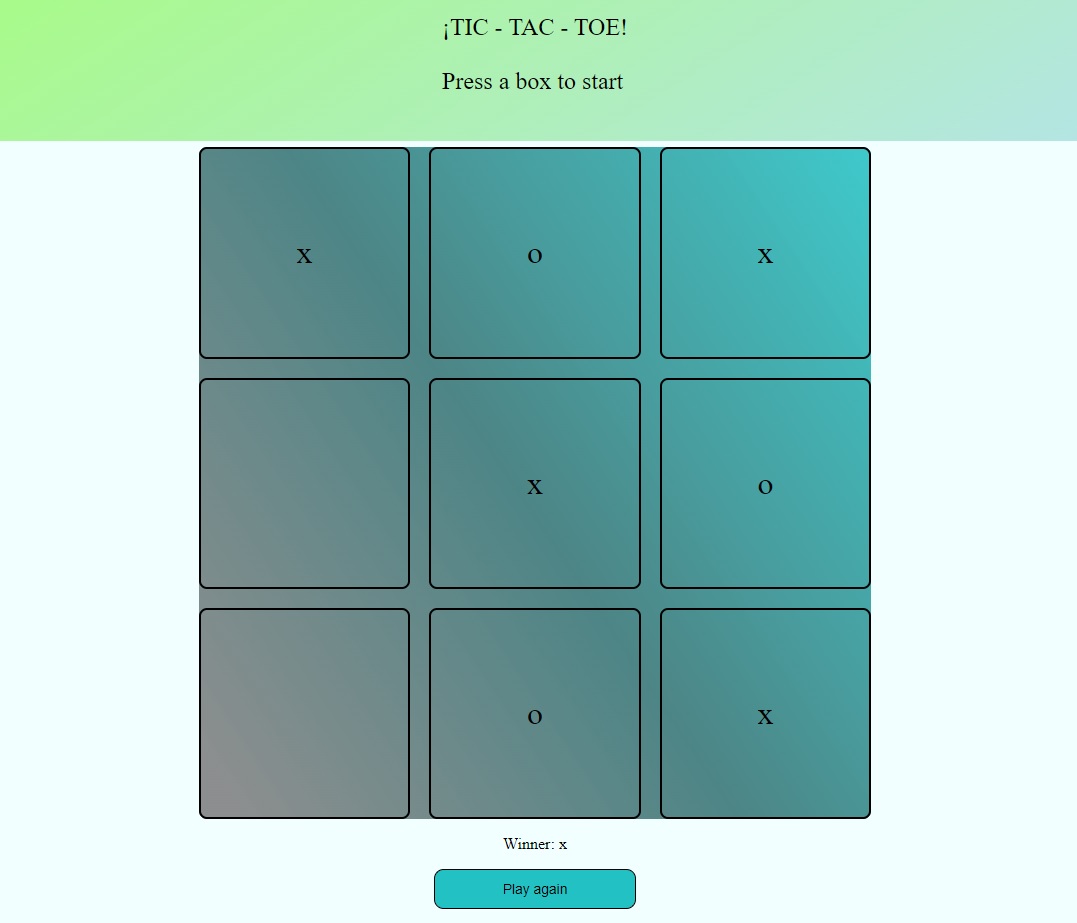 ¡TIC - TAC - TOE!
Press a box to start
x o x
x o
o x
Winner: x
Play again